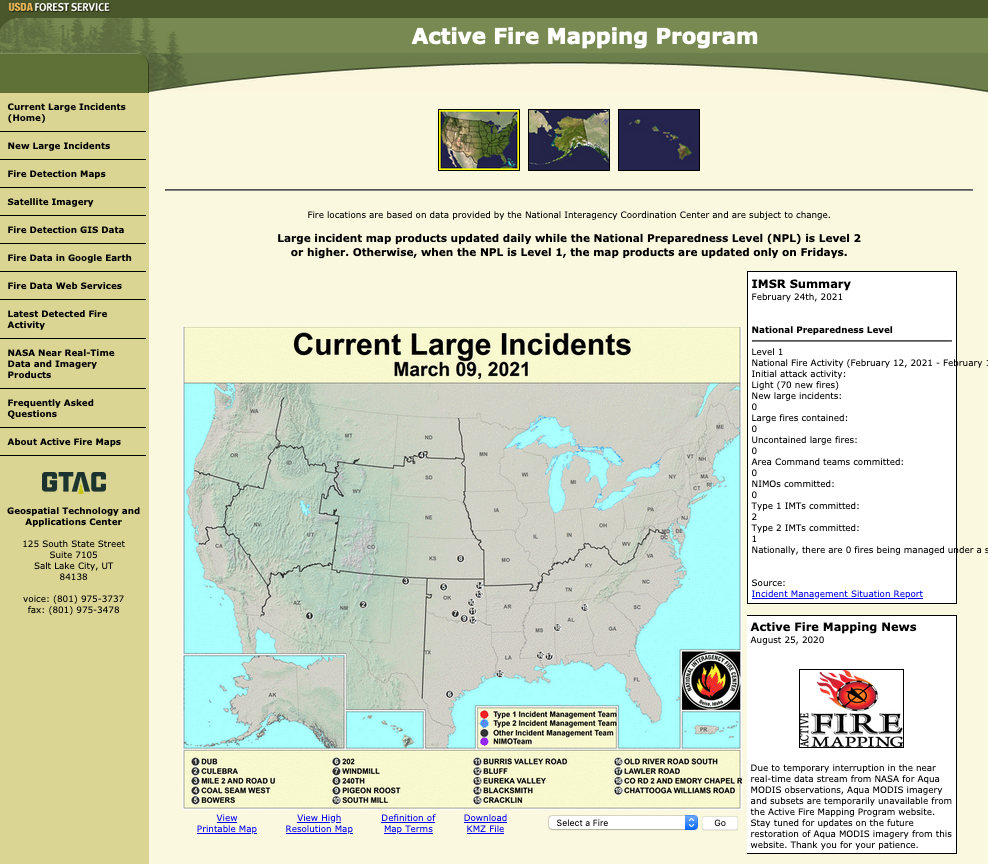 USDA FOREST SERVICE
Active Fire Mapping Program
Current Large Incidents
(Home)
New Large Incidents
Fire Detection Maps
Satellite Imagery
Fire Detection GIS Data
Fire Data in Google Earth
Fire Data Web Services
Latest Detected Fire
Activity
NASA Near Real-Time
Data and Imagery
Products
Frequently Asked
Questions
About Active Fire Maps
GTAC
Geospatial Technology and
Applications Center
125 South State Street
Suite 7105
Salt Lake City, UT
84138
voice: (801) 975-3737
fax: (801) 975-3478
Fire locations are based on data provided by the National Interagency Coordination Center and are subject to change.
Large incident map products updated daily while the National Preparedness Level (NPL) is Level 2
or higher. Otherwise, when the NPL is Level 1, the map products are updated only on Fridays.
Current Large Incidents
March 09, 2021
WA
MT
ND
MN
OR
ID
WY
SD
WI
MI
NY
VT
NH
ME
MA
CT
RI
NE
IA
PA
NJ
NV
UT
CO
IL
IN
OH
MD
DE
DC
WV
VA
CA
KS
MO
KY
NC
TN
AZ
NM
OK
AR
SC
MS
AL
GA
TX
LA
FL
AK
HI
PR
NATIONAL INTERAGENCY FIRE CENTER
Boise, Idaho
Type 1 Incident Management Team
Type 2 Incident Management Team
Other Incident Management Team
NIMOTeam
1 DUB
2 CULEBRA
3 MILE 2 AND ROAD U
4 COAL SEAM WEST
5 BOWERS
6 202
7 WINDMILL
8 240TH
9 PIGEON ROOST
10 SOUTH MILL
11 BURRIS VALLEY ROAD
12 BLUFF
13 EUREKA VALLEY
14 BLACKSMITH
15 CRACKLIN
16 OLD RIVER ROAD SOUTH
17 LAWLER ROAD
18 CO RD 2 AND EMORY CHAPEL R
19 CHATTOOGA WILLIAMS ROAD
View
Printable Map
View High
Resolution Map
Definition of
Map Terms
Download
KMZ File
Select a Fire
Go
IMSR Summary
February 24th, 2021
National Preparedness Level
Level 1
National Fire Activity (February 12, 2021 - February 1
Initial attack activity:
Light (70 new fires)
New large incidents:
0
Large fires contained:
0
Uncontained large fires:
0
Area Command teams committed:
0
NIMOs committed:
0
Type 1 IMTs committed:
2
Type 2 IMTs committed:
1
Nationally, there are 0 fires being managed under a s
Source:
Incident Management Situation Report
Active Fire Mapping News
August 25, 2020
ACTIVE
FIRE
MAPPING
Due to temporary interruption in the near
real-time data stream from NASA for Aqua
MODIS observations, Aqua MODIS imagery
and subsets are temporarily unavailable from
the Active Fire Mapping Program website.
Stay tuned for updates on the future
restoration of Aqua MODIS imagery from this
website. Thank you for your patience.